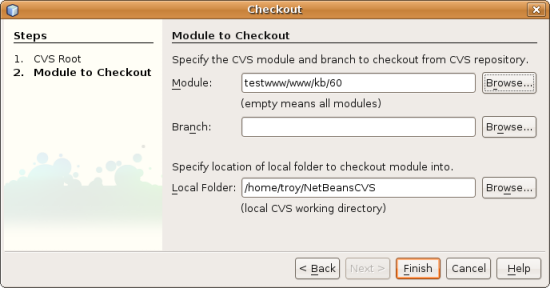 Checkout
Steps
1. CVS Root
2. Module to Checkout
Module to Checkout
Specify the CVS module and branch to checkout from CVS repository.
Module: testwww/www/kb/60 Browse...
(empty means all modules)
Branch: Browse...
Specify location of local folder to checkout module into.
Local Folder: /home/troy/NetBeansCVS Browse...
(local CVS working directory)
< Back Next > Finish Cancel Help